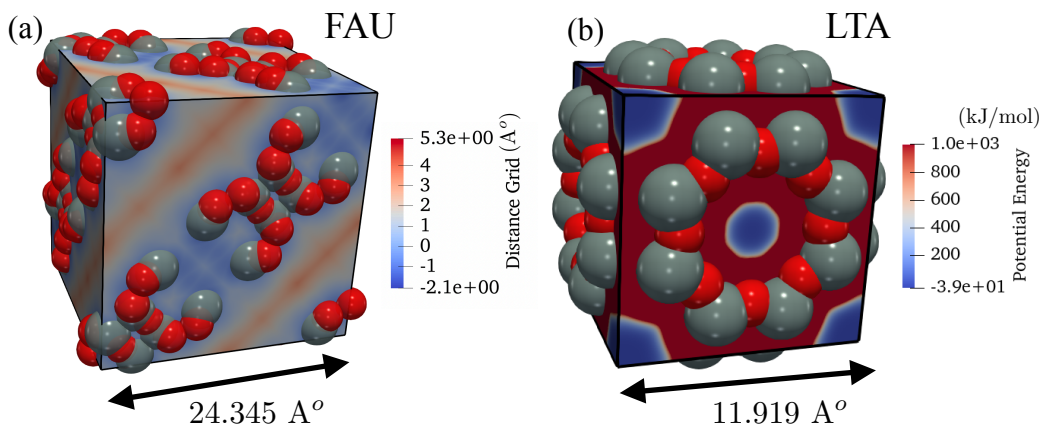 (a)
FAU
5.3e+00
4
3
2
1
0
-1
-2.1e+00
Distance Grid (A°)
24.345 A°
(b)
LTA
(kJ/mol)
1.0e+03
800
600
400
200
-3.9e+01
Potential Energy
11.919 A°